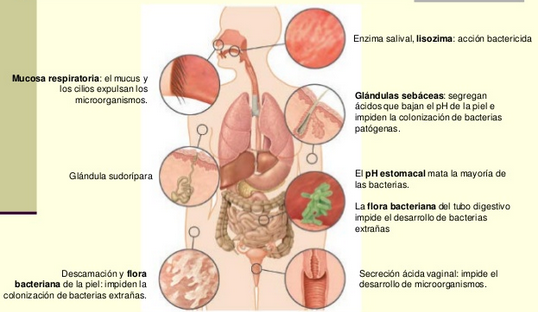 Enzima salival, lisozima: acción bactericida
Mucosa respiratoria: el mucus y
los cilios expulsan los
microorganismos.
Glándulas sebáceas: segregan
ácidos que bajan el pH de la piel e
impiden la colonización de bacterias
patógenas.
Glándula sudorípara
El pH estomacal mata la mayoría de
las bacterias.
La flora bacteriana del tubo digestivo
impide el desarrollo de bacterias
extrañas
Descamación y flora
bacteriana de la piel: impiden la
colonización de bacterias extrañas.
Secreción ácida vaginal: impide el
desarrollo de microorganismos.